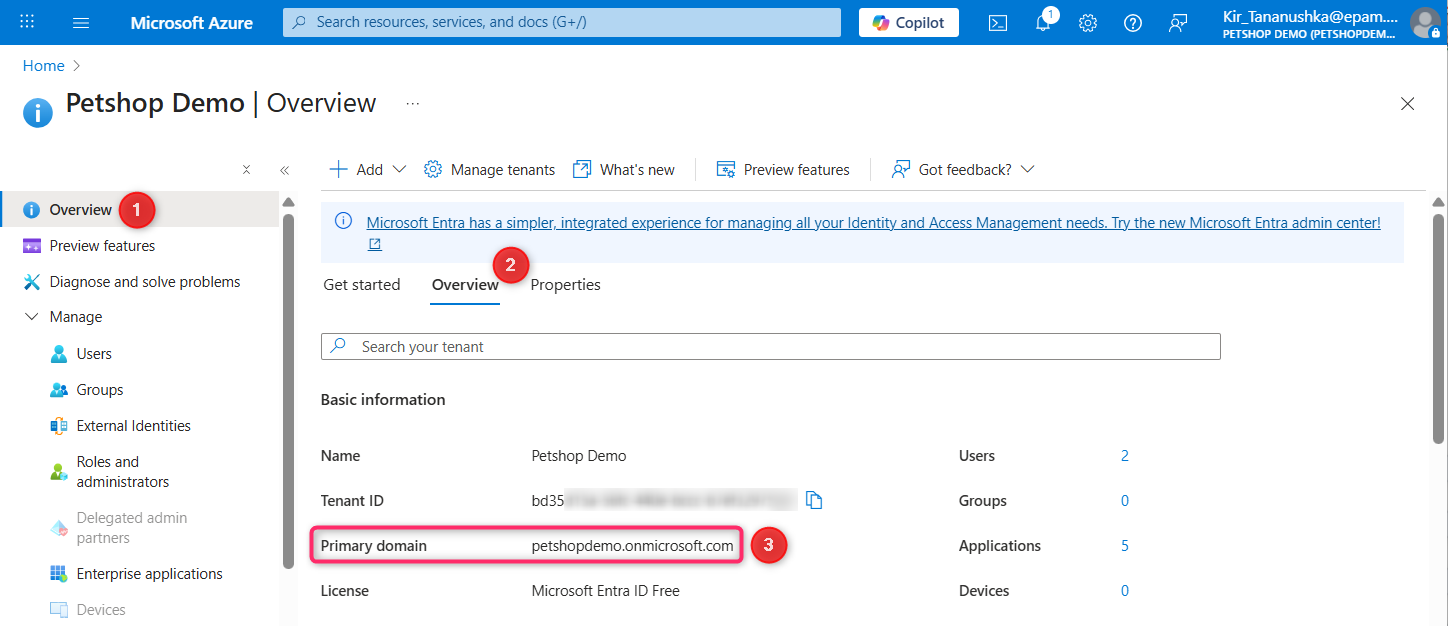 Microsoft Azure
Search resources, services, and docs (G+/)
Copilot
1
Kir_Tananushka@epam....
PETSHOP DEMO (PETSHOPDEM...
Home
Petshop Demo | Overview
...
Add
Manage tenants
What's new
Preview features
Got feedback?
Overview
1
Preview features
Diagnose and solve problems
Manage
Users
Groups
External Identities
Roles and
administrators
Delegated admin
partners
Enterprise applications
Devices
Microsoft Entra has a simpler, integrated experience for managing all your Identity and Access Management needs. Try the new Microsoft Entra admin center!
2
Get started
Overview
Properties
Search your tenant
Basic information
Name Petshop Demo Users 2
Tenant ID bd35 Groups 0
Primary domain petshopdemo.onmicrosoft.com 3 Applications 5
License Microsoft Entra ID Free Devices 0